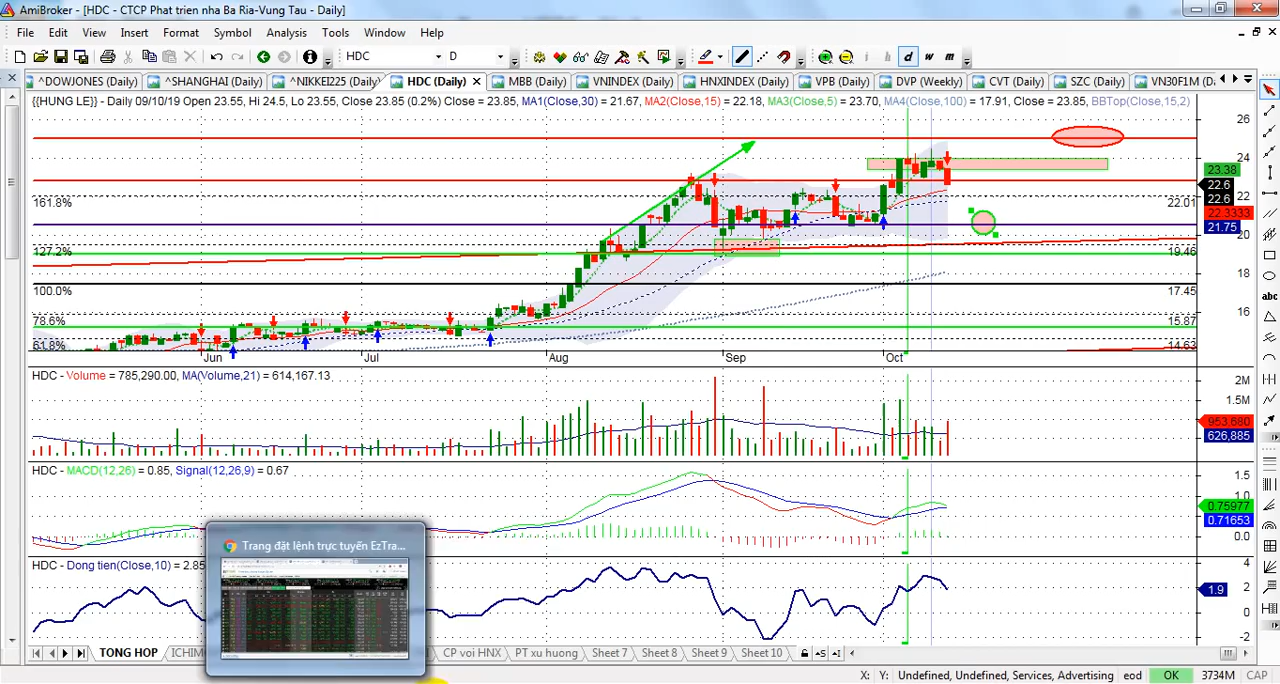 AmiBroker - [HDC - CTCP Phat trien nha Ba Ria-Vung Tau - Daily]
File Edit View Insert Format Symbol Analysis Tools Window Help
HDC D i h d w m
^DOWJONES (Daily) ^SHANGHAI (Daily) ^NIKKEI225 (Daily) HDC (Daily) MBB (Daily) VNINDEX (Daily) HNXINDEX (Daily) VPB (Daily) DVP (Weekly) CVT (Daily) SZC (Daily) VN30F1M (Da
{{HUNG LE}} - Daily 09/10/19 Open 23.55, Hi 24.5, Lo 23.55, Close 23.85 (0.2%) Close = 23.85, MA1(Close,30) = 21.67, MA2(Close,15) = 22.18, MA3(Close,5) = 23.70, MA4(Close,100) = 17.91, Close = 23.85, BBTop(Close,15,2)
26
24
23.38
22.6
22
22.6
161.8%
22.01
22.3333
21.75
20
127.2%
19.46
18
100.0%
17.45
16
78.6%
15.87
61.8%
14.63
Jun Jul Aug Sep Oct
HDC - Volume = 785,290.00, MA(Volume,21) = 614,167.13
2M
1.5M
953,680
626,885
HDC - MACD(12,26) = 0.85, Signal(12,26,9) = 0.67
1.5
1.0
0.75977
0.71653
0.0
HDC - Dong tien(Close,10) = 2.85
4
2
1.9
0
-2
Trang đặt lệnh trực tuyến EzTra...
TONG HOP ICHIM CP voi HNX PT xu huong Sheet 7 Sheet 8 Sheet 9 Sheet 10
X: Y: Undefined, Undefined, Services, Advertising eod OK 3734M CAP
abc